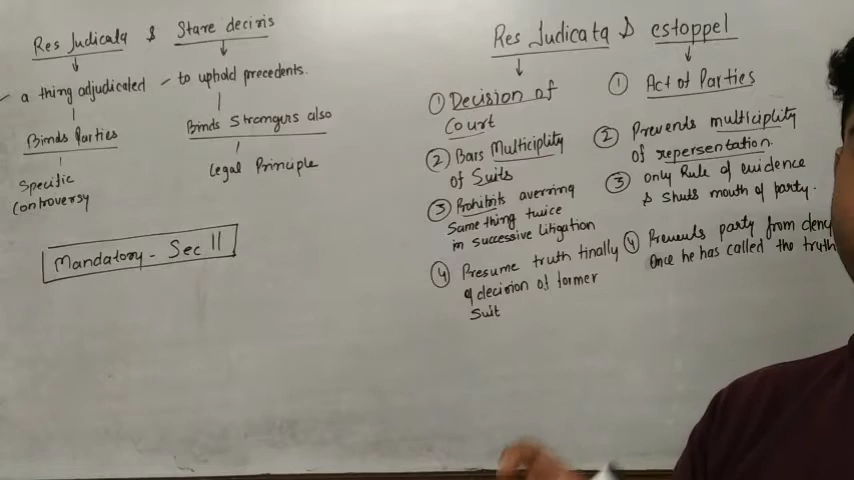 Res Judicata & Stare decisis
a thing adjudicated
Binds Parties
Specific
Controversy
to uphold precedents.
Binds Strangers also
Legal Principle
Mandatory - Sec 11
Res Judicata & estoppel
① Decision of
Court
② Bars Multiciplity
of Suits
③ Prohibits averring
Same thing twice
in successive litigation
④ Presume truth finally
of decision of former
Suit
① Act of Parties
② Prevends multiciplity
of repersentation.
③ only Rule of evidence
& Shuts mouth of party.
④ Prevents party from deny
Once he has called the truth